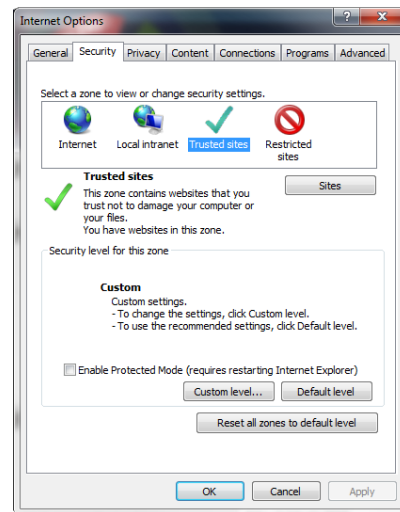 Internet Options
?
General Security Privacy Content Connections Programs Advanced
Select a zone to view or change security settings.
Internet Local intranet Trusted sites Restricted
sites
Trusted sites
Sites
This zone contains websites that you
trust not to damage your computer or
your files.
You have websites in this zone.
Security level for this zone
Custom
Custom settings.
- To change the settings, click Custom level.
- To use the recommended settings, click Default level.
Enable Protected Mode (requires restarting Internet Explorer)
Custom level... Default level
Reset all zones to default level
OK Cancel Apply